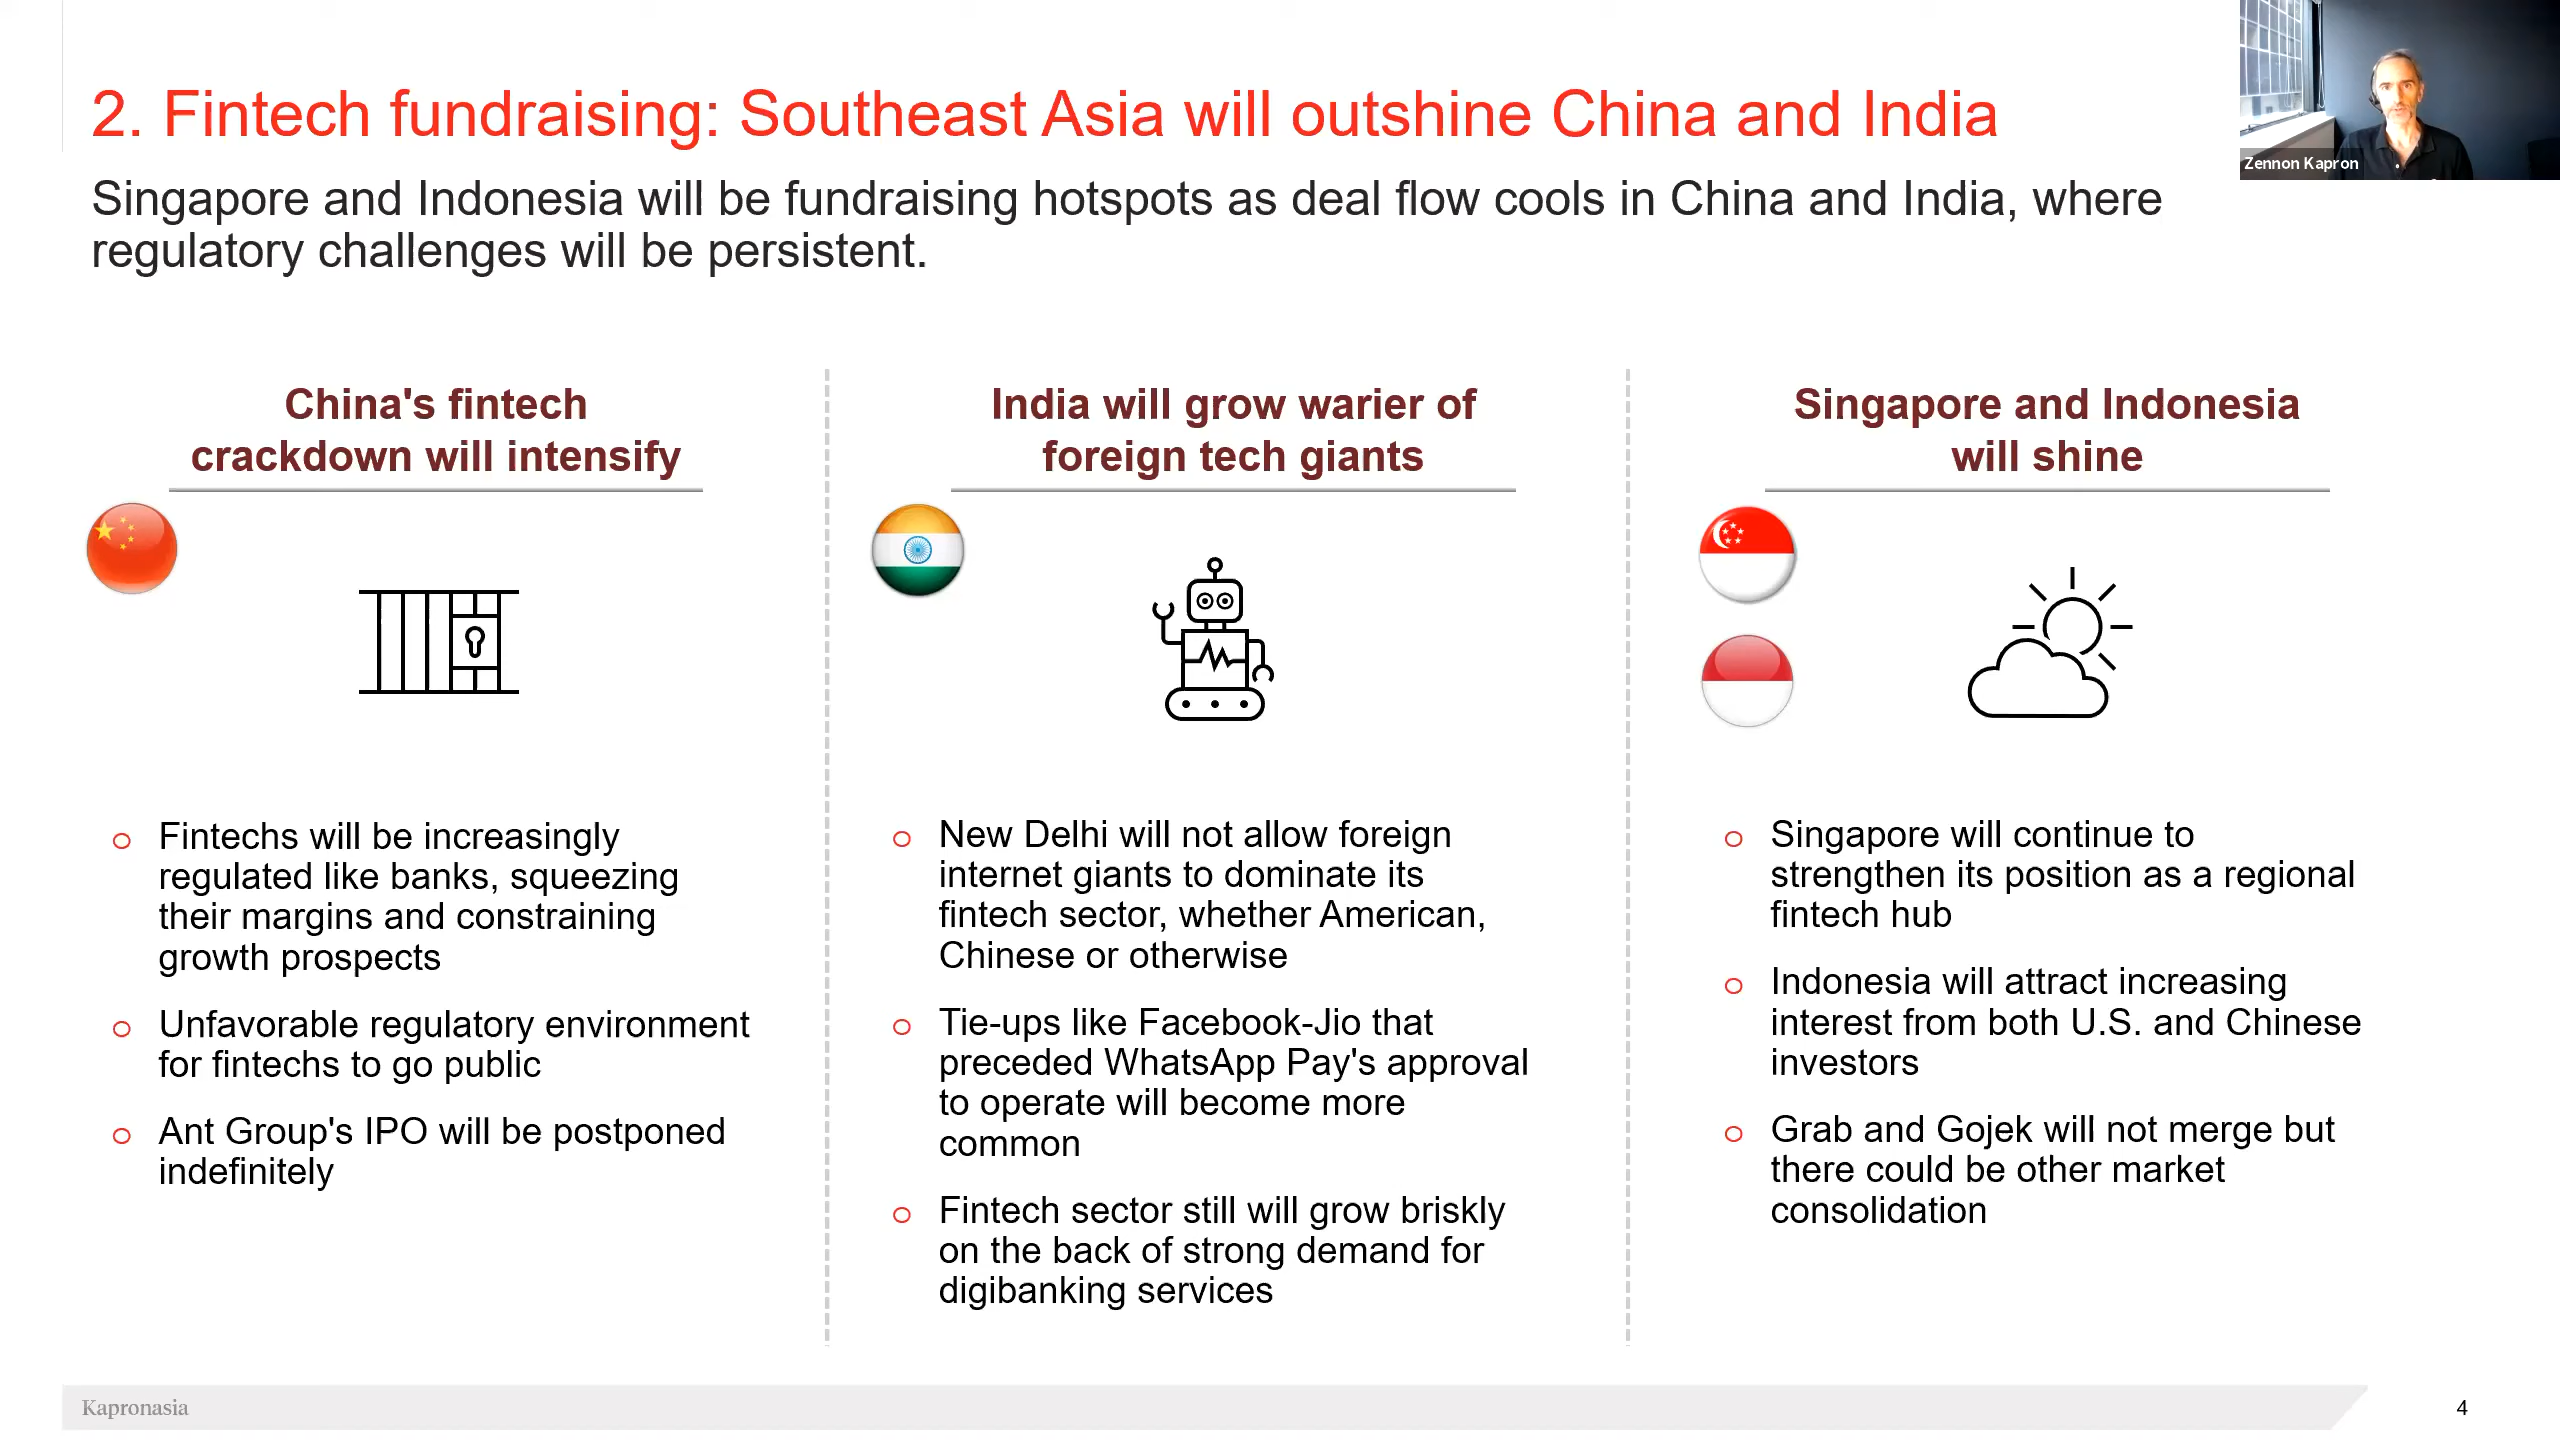 2. Fintech fundraising: Southeast Asia will outshine China and India
Zennon Kapron
Singapore and Indonesia will be fundraising hotspots as deal flow cools in China and India, where
regulatory challenges will be persistent.
China's fintech
crackdown will intensify
o Fintechs will be increasingly
regulated like banks, squeezing
their margins and constraining
growth prospects
o Unfavorable regulatory environment
for fintechs to go public
o Ant Group's IPO will be postponed
indefinitely
India will grow warier of
foreign tech giants
o New Delhi will not allow foreign
internet giants to dominate its
fintech sector, whether American,
Chinese or otherwise
o Tie-ups like Facebook-Jio that
preceded WhatsApp Pay's approval
to operate will become more
common
o Fintech sector still will grow briskly
on the back of strong demand for
digibanking services
Singapore and Indonesia
will shine
o Singapore will continue to
strengthen its position as a regional
fintech hub
o Indonesia will attract increasing
interest from both U.S. and Chinese
investors
o Grab and Gojek will not merge but
there could be other market
consolidation
Kapronasia
4